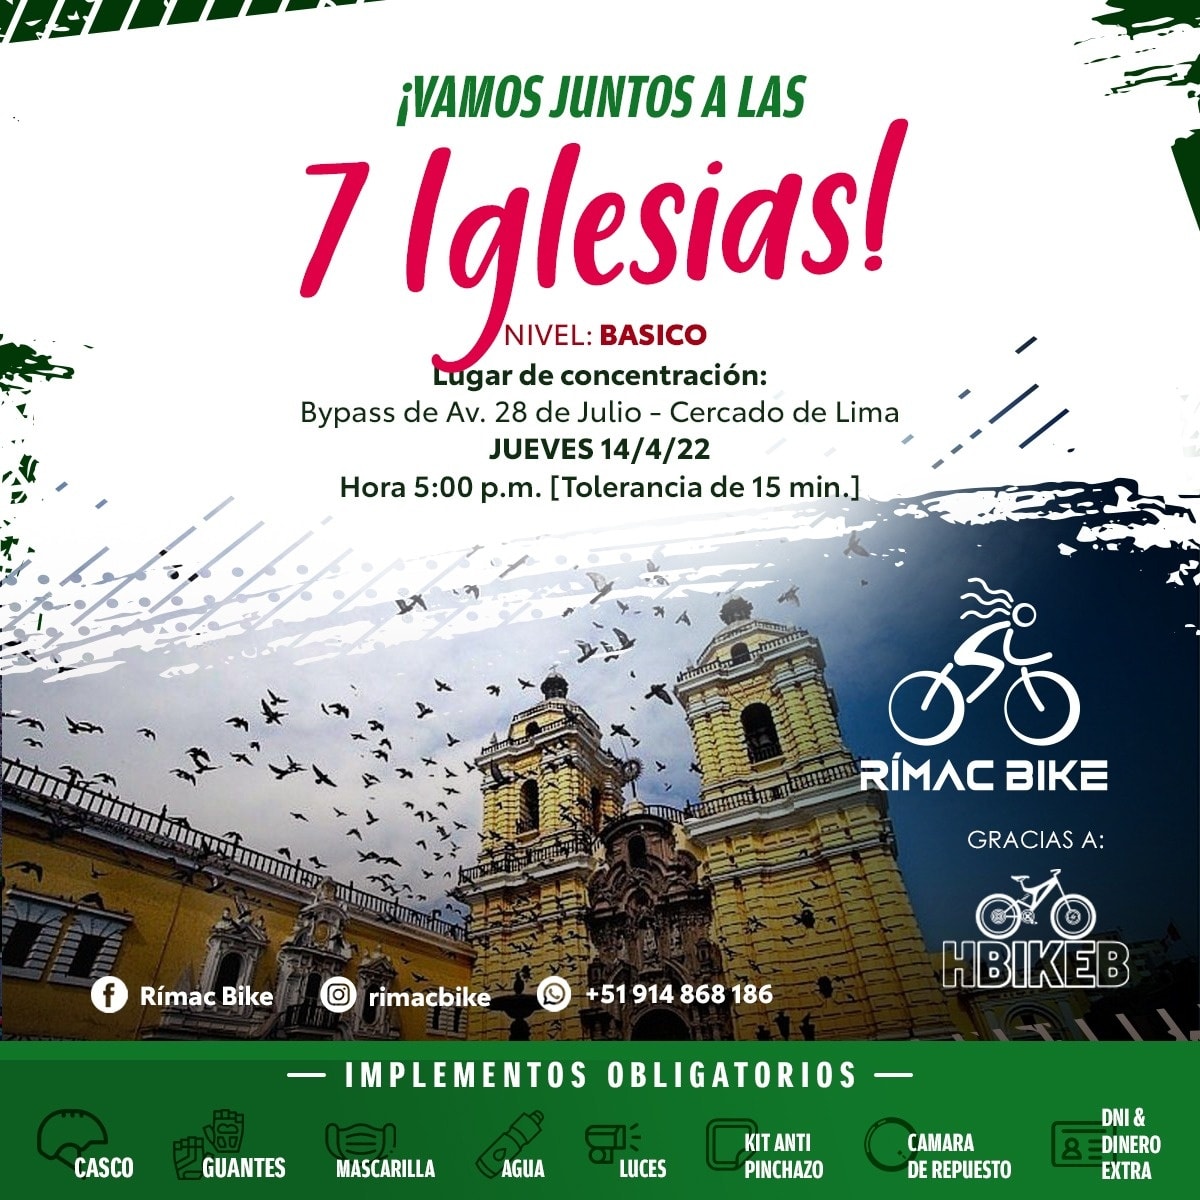 ¡VAMOS JUNTOS A LAS
7 Iglesias!
NIVEL: BASICO
Lugar de concentración:
Bypass de Av. 28 de Julio - Cercado de Lima
JUEVES 14/4/22
Hora 5:00 p.m. [Tolerancia de 15 min.]
RÍMAC BIKE
GRACIAS A:
HBIKEB
Rímac Bike
rimacbike
+51 914 868 186
IMPLEMENTOS OBLIGATORIOS
CASCO
GUANTES
MASCARILLA
AGUA
LUCES
KIT ANTI
PINCHAZO
CAMARA
DE REPUESTO
DNI &
DINERO
EXTRA